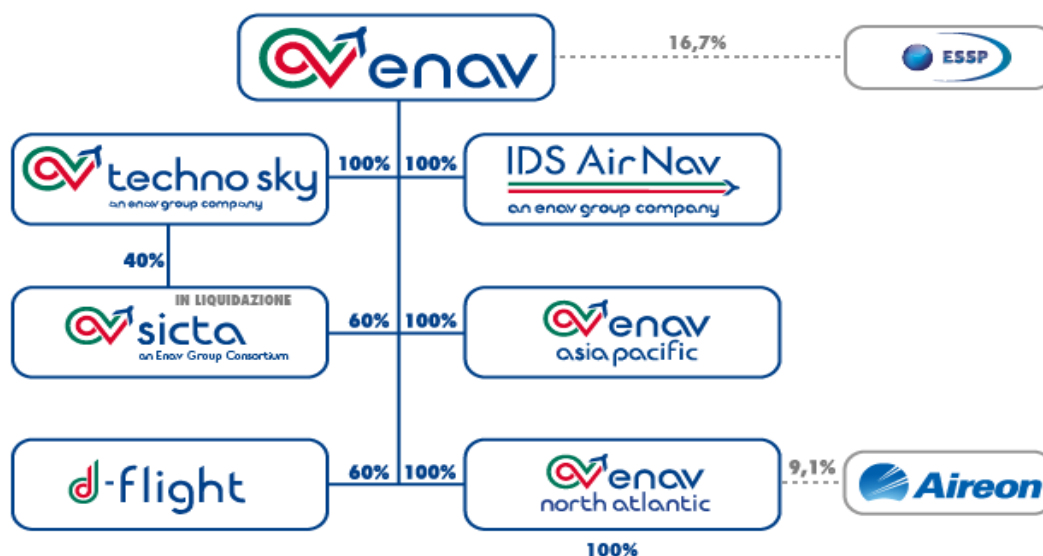 enav
16,7%
ESSP
techno sky
an enav group company
100%
100%
IDS Air Nav
an enav group company
40%
IN LIQUIDAZIONE
sicta
an Enav Group Consortium
60%
100%
enav
asia pacific
d-flight
60%
100%
enav
north atlantic
9,1%
Aireon
100%